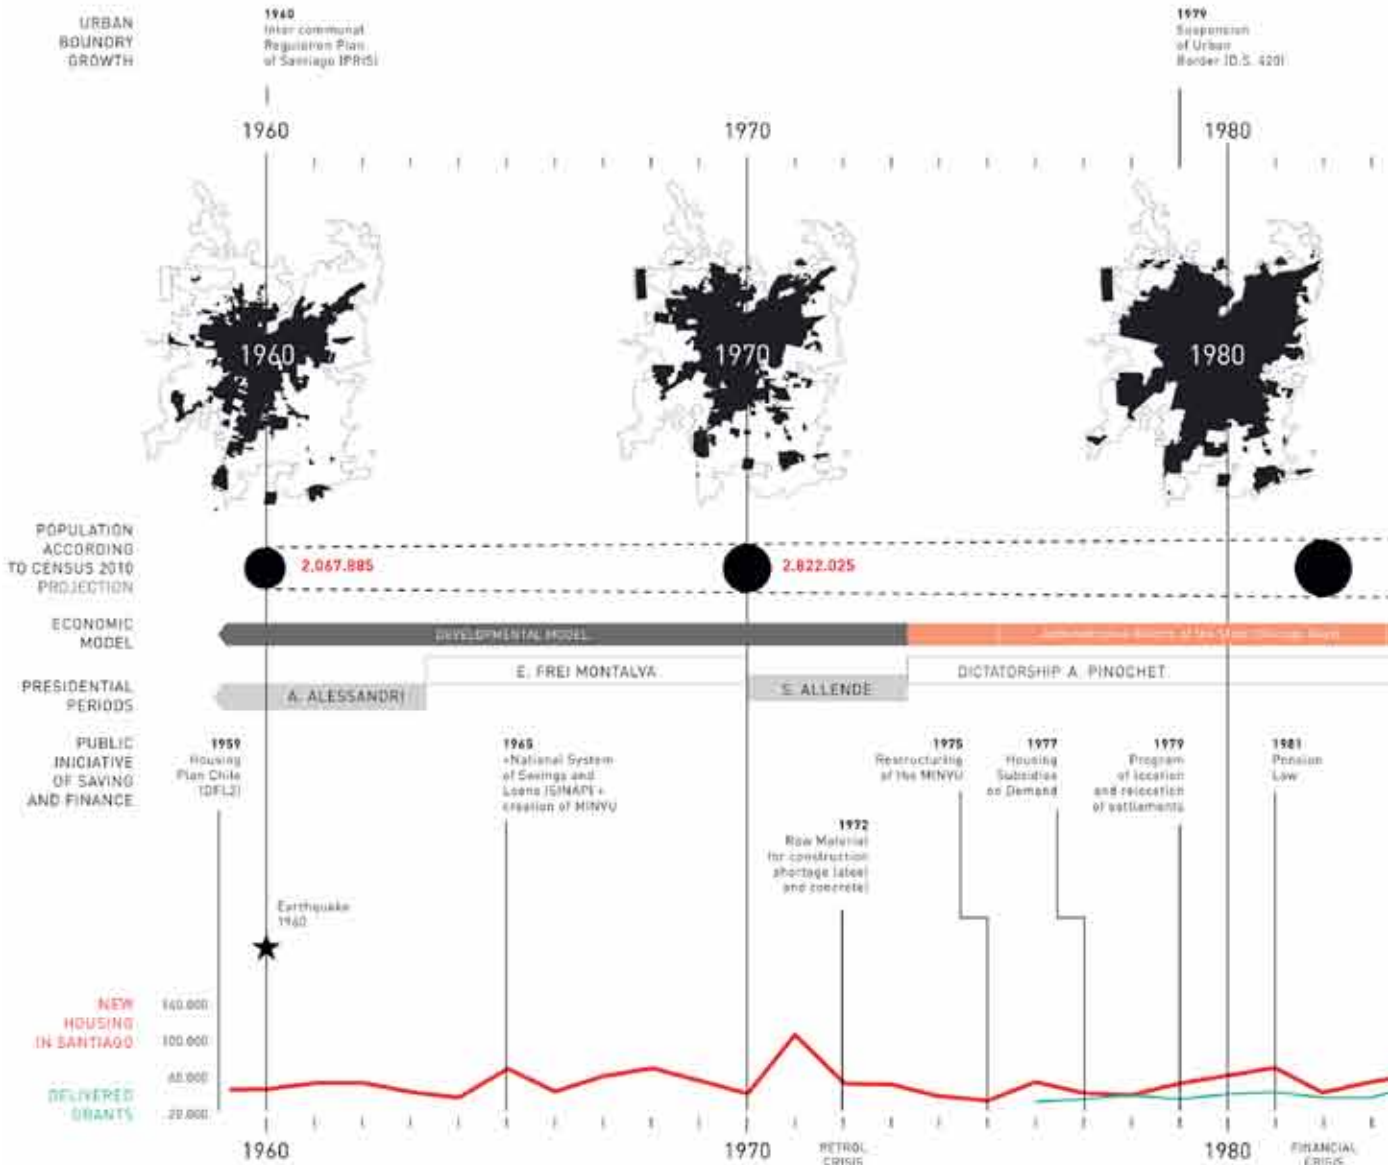 URBAN
BOUNDRY
GROWTH
1960
Inter communal
Regulation Plan
of Santiago (PRIS)
1979
Suspension
of Urban
Border (D.S. 420)
1960
1970
1980
1960
1970
1980
POPULATION
ACCORDING
TO CENSUS 2010
PROJECTION
2.067.885
2.822.025
ECONOMIC
MODEL
DEVELOPMENTAL MODEL
PRESIDENTIAL
PERIODS
A. ALESSANDRI
E. FREI MONTALVA
S. ALLENDE
DICTATORSHIP A. PINOCHET
PUBLIC
INICIATIVE
OF SAVING
AND FINANCE
1959
Housing
Plan Chile
(DFL2)
1965
+National System
of Savings and
Loans (SINAP) +
creation of MINVU
1972
Raw Material
for construction
shortage (steel
and concrete)
1975
Restructuring
of the MINVU
1977
Housing
Subsidise
on Demand
1979
Program
of location
and relocation
of settlements
1981
Pension
Law
Earthquake
1960
NEW
HOUSING
IN SANTIAGO
DELIVERED
GRANTS
140.000
100.000
60.000
20.000
1960
1970
PETROL
CRISIS
1980
FINANCIAL
CRISIS